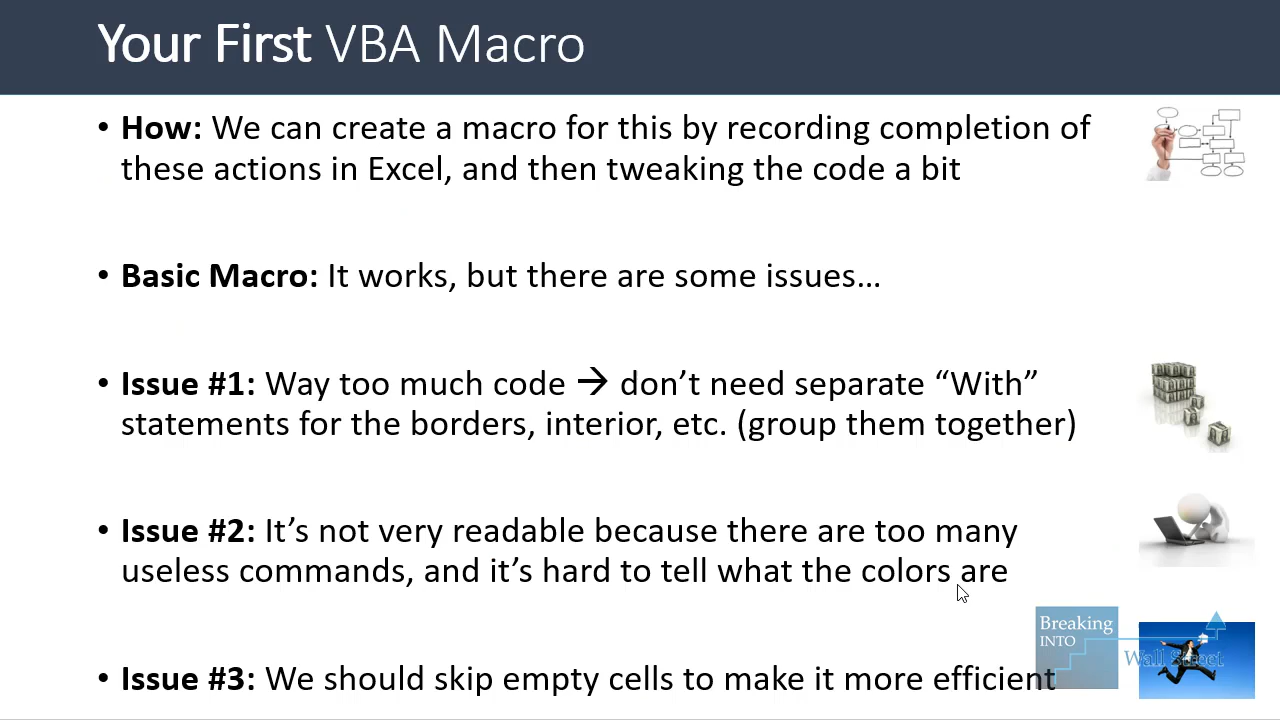 Your First VBA Macro
• How: We can create a macro for this by recording completion of
these actions in Excel, and then tweaking the code a bit
• Basic Macro: It works, but there are some issues…
• Issue #1: Way too much code → don’t need separate “With”
statements for the borders, interior, etc. (group them together)
• Issue #2: It’s not very readable because there are too many
useless commands, and it’s hard to tell what the colors are
Breaking
INTO
Wall Street
• Issue #3: We should skip empty cells to make it more efficient